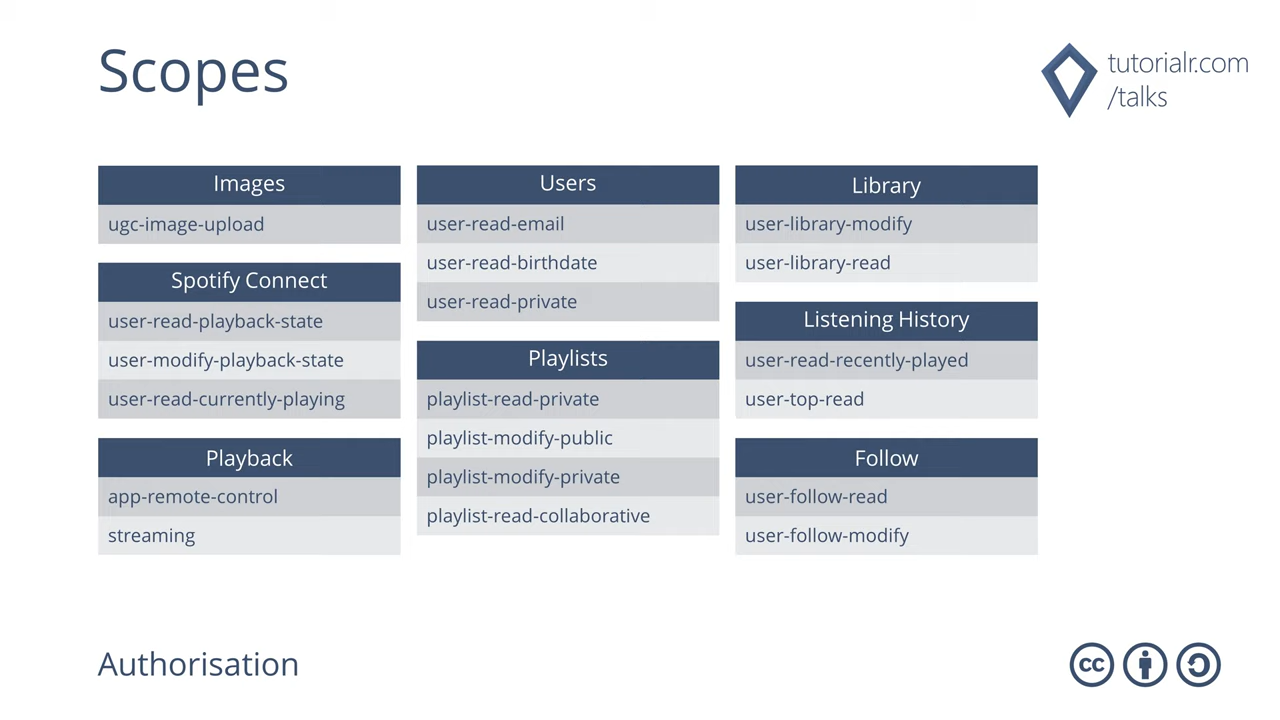 Scopes
tutorialr.com
/talks
Images
ugc-image-upload
Spotify Connect
user-read-playback-state
user-modify-playback-state
user-read-currently-playing
Playback
app-remote-control
streaming
Users
user-read-email
user-read-birthdate
user-read-private
Playlists
playlist-read-private
playlist-modify-public
playlist-modify-private
playlist-read-collaborative
Library
user-library-modify
user-library-read
Listening History
user-read-recently-played
user-top-read
Follow
user-follow-read
user-follow-modify
Authorisation
cc